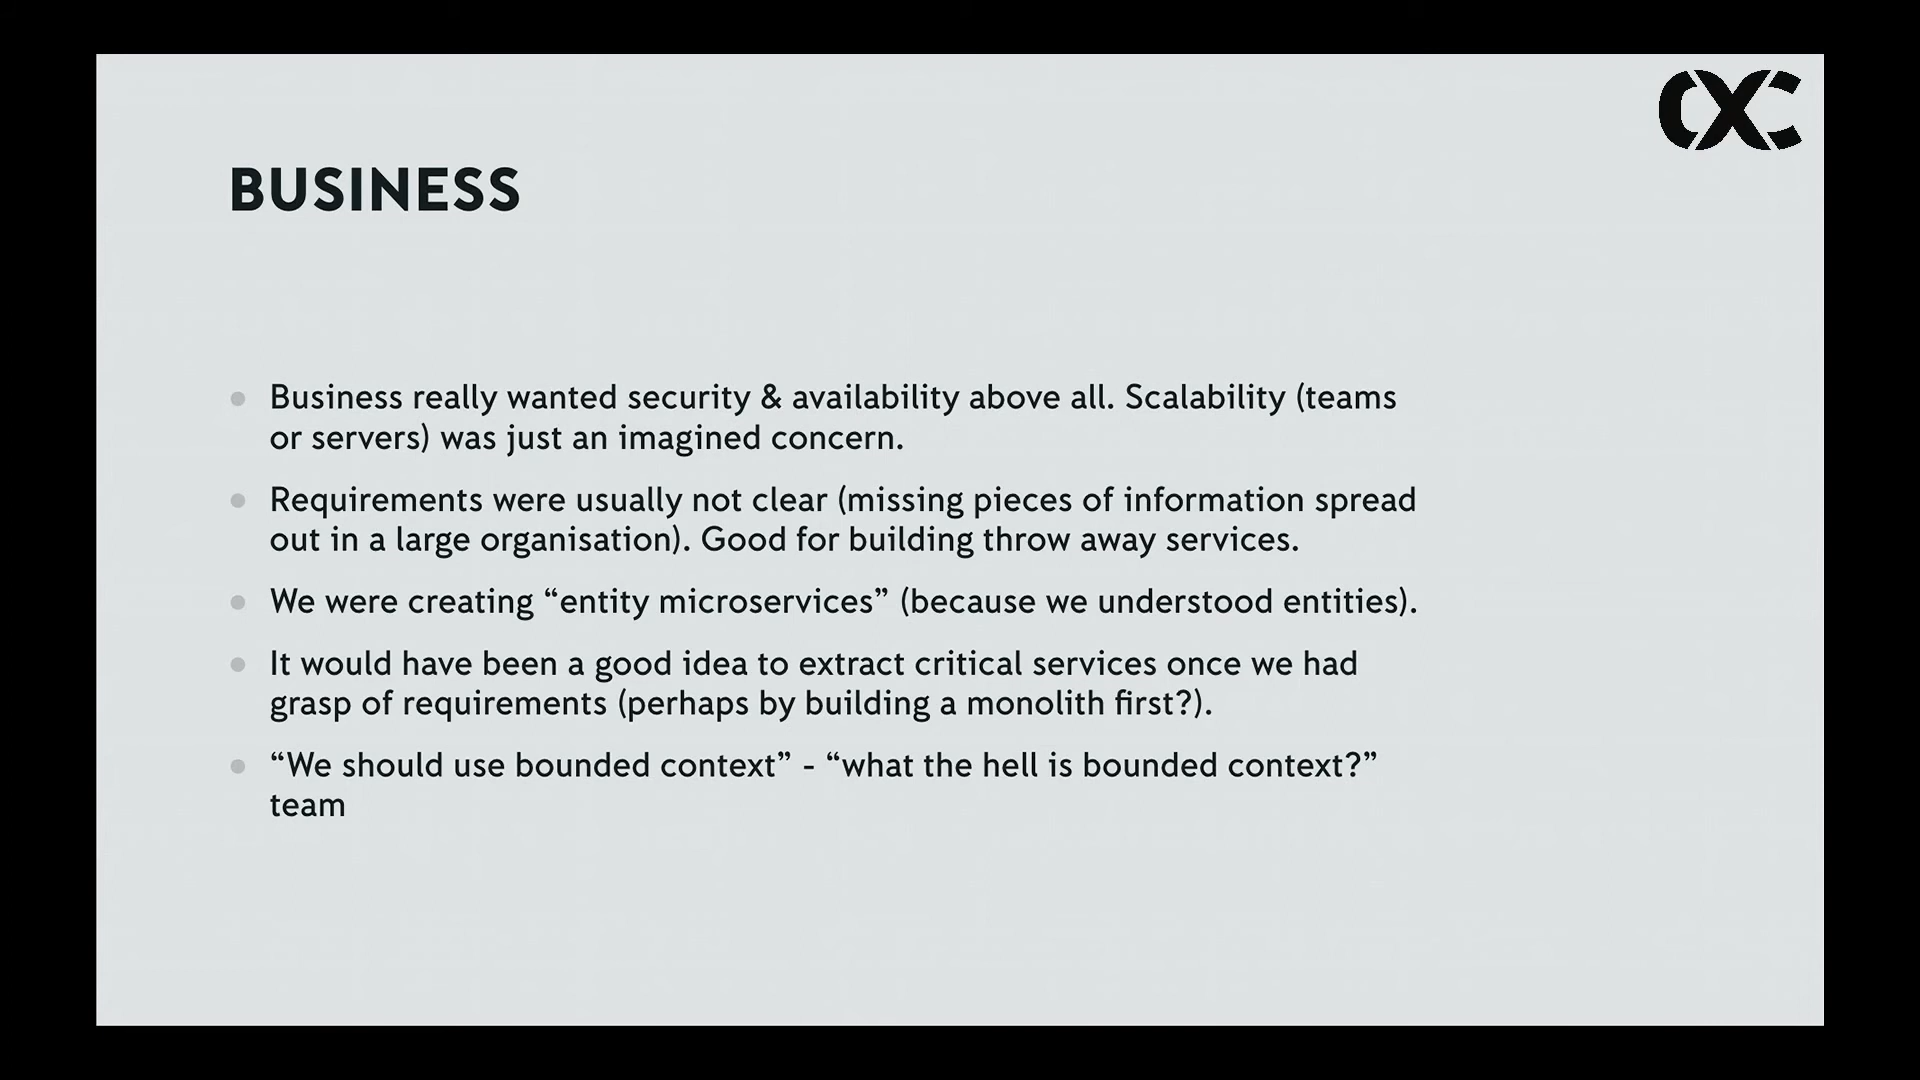 CXC
BUSINESS
Business really wanted security & availability above all. Scalability (teams
or servers) was just an imagined concern.
Requirements were usually not clear (missing pieces of information spread
out in a large organisation). Good for building throw away services.
We were creating “entity microservices” (because we understood entities).
It would have been a good idea to extract critical services once we had
grasp of requirements (perhaps by building a monolith first?).
“We should use bounded context” - “what the hell is bounded context?”
team